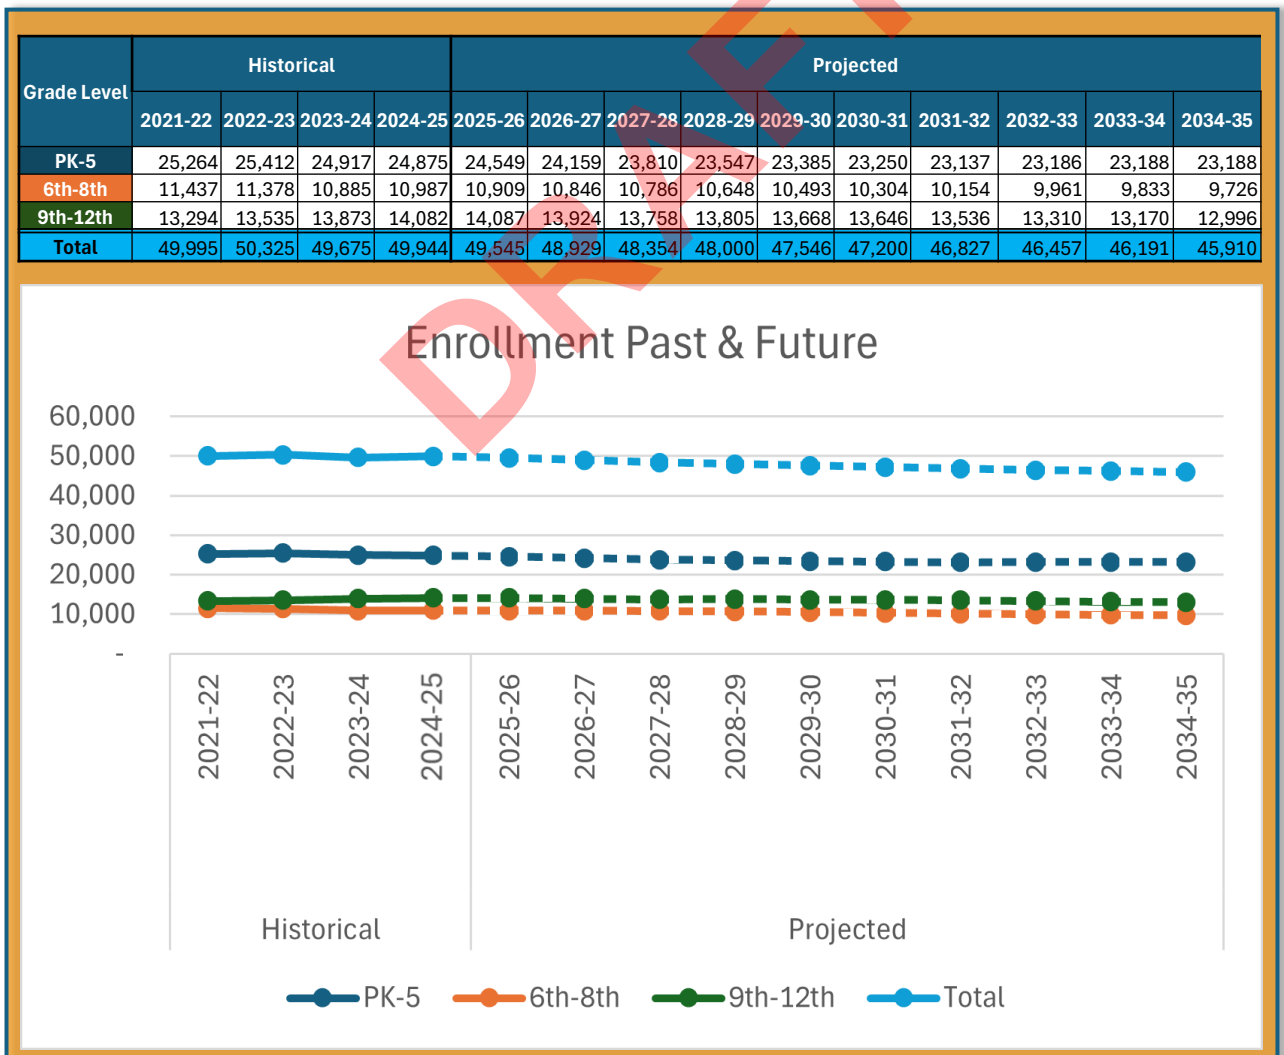 Historical Projected
Grade Level
2021-22 2022-23 2023-24 2024-25 2025-26 2026-27 2027-28 2028-29 2029-30 2030-31 2031-32 2032-33 2033-34 2034-35
PK-5 25,264 25,412 24,917 24,875 24,549 24,159 23,810 23,547 23,385 23,250 23,137 23,186 23,188 23,188
6th-8th 11,437 11,378 10,885 10,987 10,909 10,846 10,786 10,648 10,493 10,304 10,154 9,961 9,833 9,726
9th-12th 13,294 13,535 13,873 14,082 14,087 13,924 13,758 13,805 13,668 13,646 13,536 13,310 13,170 12,996
Total 49,995 50,325 49,675 49,944 49,545 48,929 48,354 48,000 47,546 47,200 46,827 46,457 46,191 45,910
DRAFT
Enrollment Past & Future
60,000
50,000
40,000
30,000
20,000
10,000
-
2021-22 2022-23 2023-24 2024-25 2025-26 2026-27 2027-28 2028-29 2029-30 2030-31 2031-32 2032-33 2033-34 2034-35
Historical Projected
PK-5 6th-8th 9th-12th Total